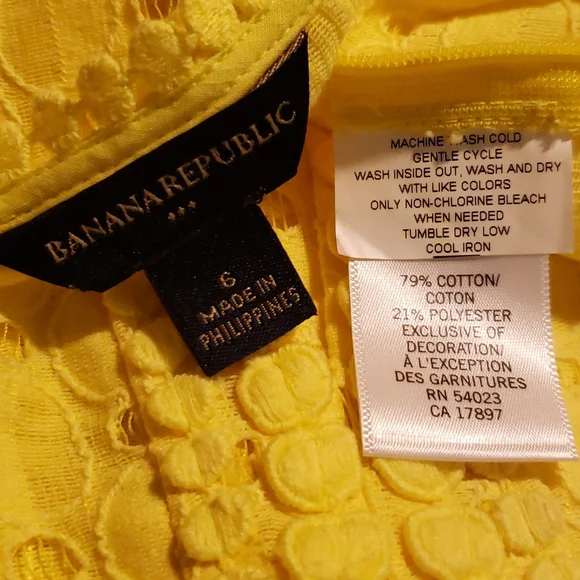 BANANA REPUBLIC
6
MADE IN
PHILIPPINES
MACHINE WASH COLD
GENTLE CYCLE
WASH INSIDE OUT, WASH AND DRY
WITH LIKE COLORS
ONLY NON-CHLORINE BLEACH
WHEN NEEDED
TUMBLE DRY LOW
COOL IRON
79% COTTON/
COTON
21% POLYESTER
EXCLUSIVE OF
DECORATION/
À L'EXCEPTION
DES GARNITURES
RN 54023
CA 17897